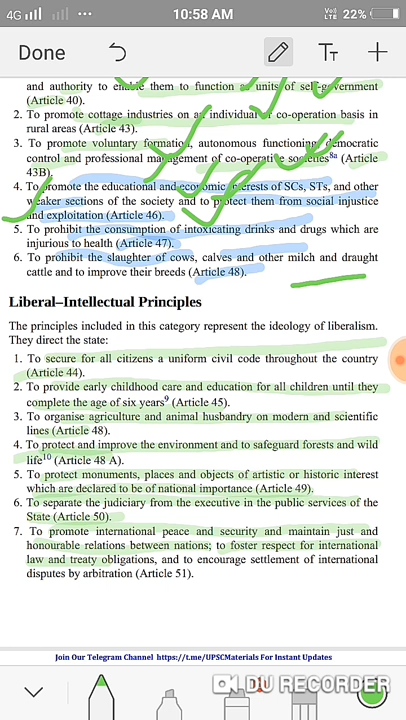 4G
10:58 AM
Vo))
LTE
22%
Done
TT
and authority to enable them to function as units of self-government
(Article 40).
2. To promote cottage industries on an individual or co-operation basis in
rural areas (Article 43).
3. To promote voluntary formation, autonomous functioning, democratic
control and professional management of co-operative societies8a (Article
43B).
4. To promote the educational and economic interests of SCs, STs, and other
weaker sections of the society and to protect them from social injustice
and exploitation (Article 46).
5. To prohibit the consumption of intoxicating drinks and drugs which are
injurious to health (Article 47).
6. To prohibit the slaughter of cows, calves and other milch and draught
cattle and to improve their breeds (Article 48).
Liberal–Intellectual Principles
The principles included in this category represent the ideology of liberalism.
They direct the state:
1. To secure for all citizens a uniform civil code throughout the country
(Article 44).
2. To provide early childhood care and education for all children until they
complete the age of six years9 (Article 45).
3. To organise agriculture and animal husbandry on modern and scientific
lines (Article 48).
4. To protect and improve the environment and to safeguard forests and wild
life10 (Article 48 A).
5. To protect monuments, places and objects of artistic or historic interest
which are declared to be of national importance (Article 49).
6. To separate the judiciary from the executive in the public services of the
State (Article 50).
7. To promote international peace and security and maintain just and
honourable relations between nations; to foster respect for international
law and treaty obligations, and to encourage settlement of international
disputes by arbitration (Article 51).
Join Our Telegram Channel https://t.me/UPSCMaterials For Instant Updates
DU RECORDER